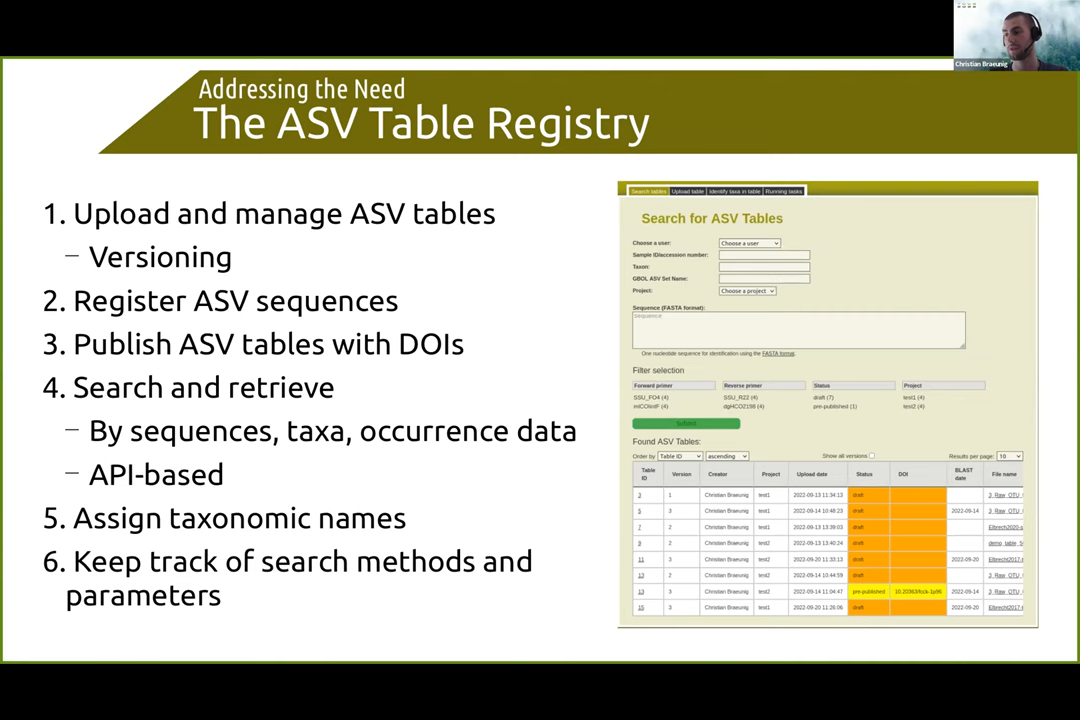 Christian Braeunig
Addressing the Need
The ASV Table Registry
1. Upload and manage ASV tables
– Versioning
2. Register ASV sequences
3. Publish ASV tables with DOIs
4. Search and retrieve
– By sequences, taxa, occurrence data
– API-based
5. Assign taxonomic names
6. Keep track of search methods and
parameters
Search tables Upload table Identify taxa in table Running tasks
Search for ASV Tables
Choose a user: Choose a user
Sample ID/accession number:
Taxon:
GBOL ASV Set Name:
Project: Choose a project
Sequence (FASTA format):
Sequence
One nucleotide sequence for identification using the FASTA format.
Filter selection
Forward primer Reverse primer Status Project
SSU_FO4 (4) SSU_R22 (4) draft (7) test1 (4)
mlCOIintF (4) dgHCO2198 (4) pre-published (1) test2 (4)
Submit
Found ASV Tables:
Order by Table ID ascending Show all versions Results per page: 10
Table ID Version Creator Project Upload date Status DOI BLAST date File name
3 1 Christian Braeunig test1 2022-09-13 11:34:13 draft 3_Raw_OTU_
5 3 Christian Braeunig test1 2022-09-14 10:48:23 draft 2022-09-14 3_Raw_OTU_
7 2 Christian Braeunig test1 2022-09-13 13:39:03 draft Elbrecht2020-s
9 2 Christian Braeunig test2 2022-09-13 13:40:24 draft demo_table_5
11 3 Christian Braeunig test2 2022-09-20 11:33:13 draft 2022-09-20 Elbrecht2017-
13 2 Christian Braeunig test2 2022-09-14 10:44:59 draft 3_Raw_OTU_
13 3 Christian Braeunig test2 2022-09-14 11:04:47 pre-published 2022-09-14 3_Raw_OTU_
15 3 Christian Braeunig test1 2022-09-20 11:26:06 draft 2022-09-20 Elbrecht2017-